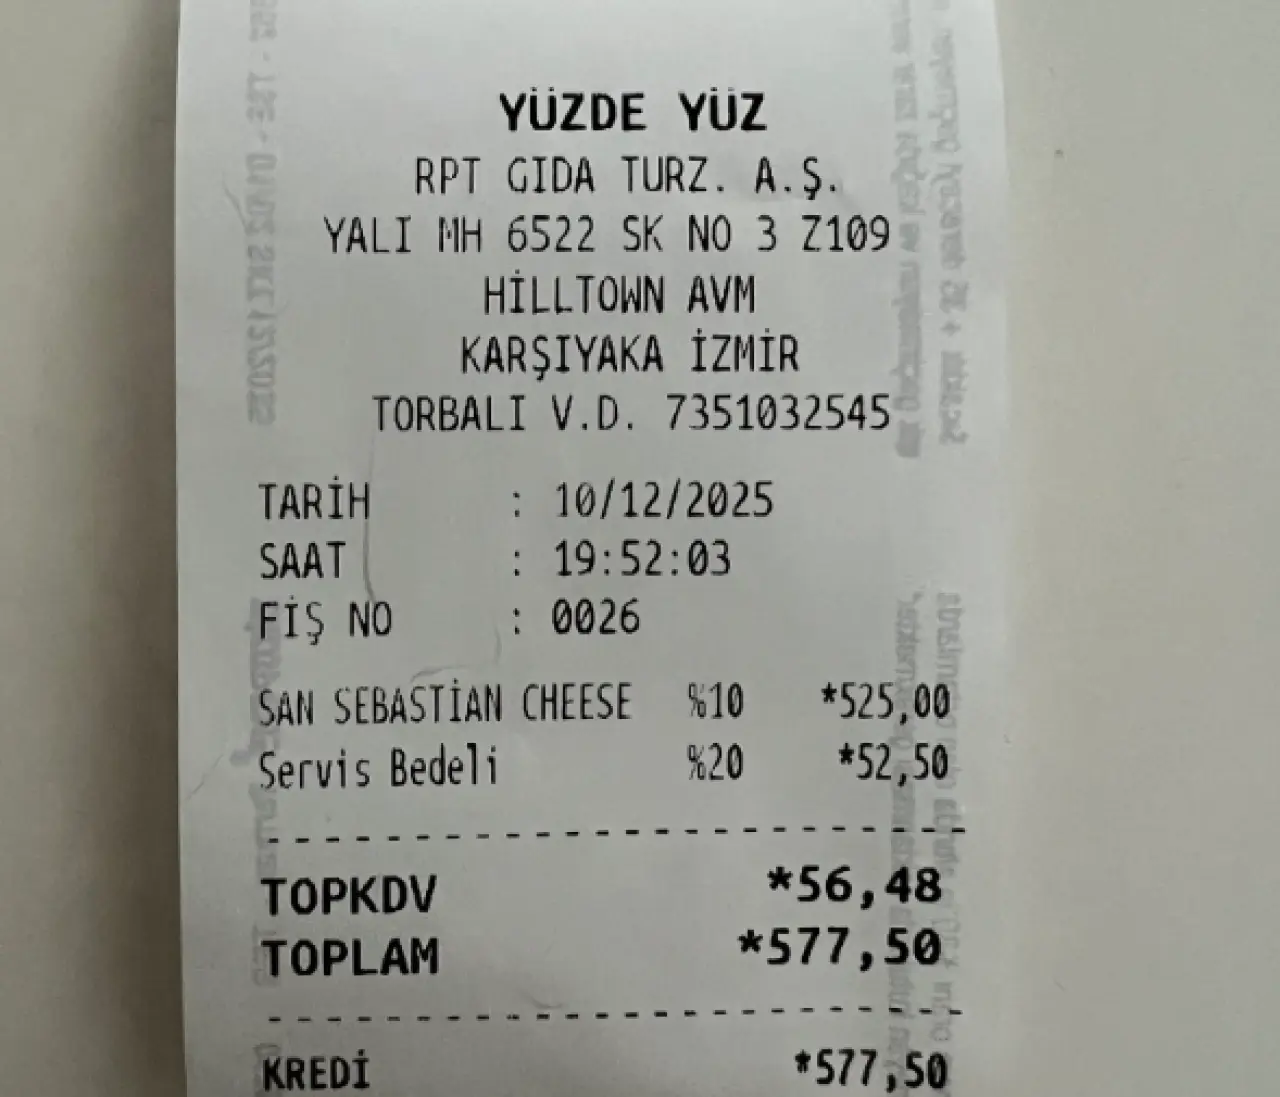 YÜZDE YÜZ
RPT GIDA TURZ. A.Ş.
YALI MH 6522 SK NO 3 Z109
HİLLTOWN AVM
KARŞIYAKA İZMİR
TORBALI V.D. 7351032545
TARİH : 10/12/2025
SAAT : 19:52:03
FİŞ NO : 0026
SAN SEBASTİAN CHEESE %10 *525,00
Servis Bedeli %20 *52,50
TOPKDV *56,48
TOPLAM *577,50
KREDİ *577,50